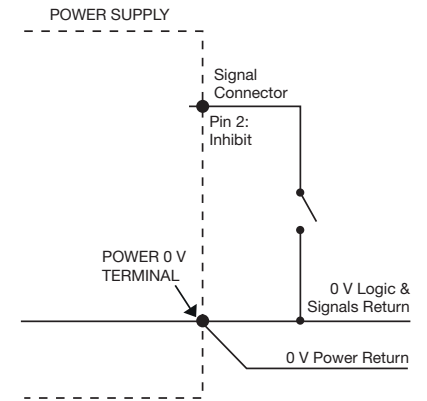 POWER SUPPLY
Signal
Connector
Pin 2:
Inhibit
POWER 0 V
TERMINAL
0 V Logic &
Signals Return
0 V Power Return